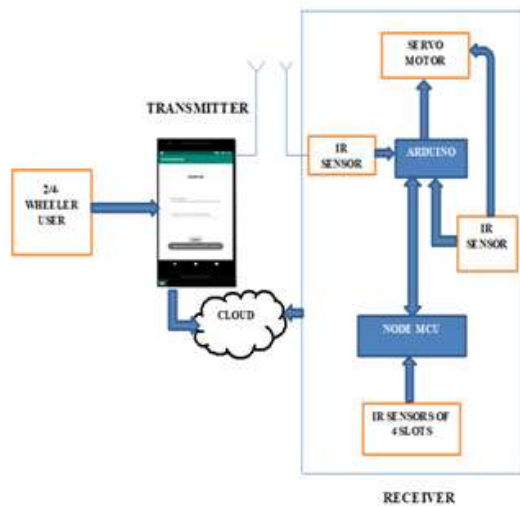 SERVO
MOTOR
TRANSMITTER
IR
SENSOR
ARDUINO
2/4-
WHEELER
USER
IR
SENSOR
CLOUD
NODE MCU
IR SENSORS OF
4 SLOTS
RECEIVER